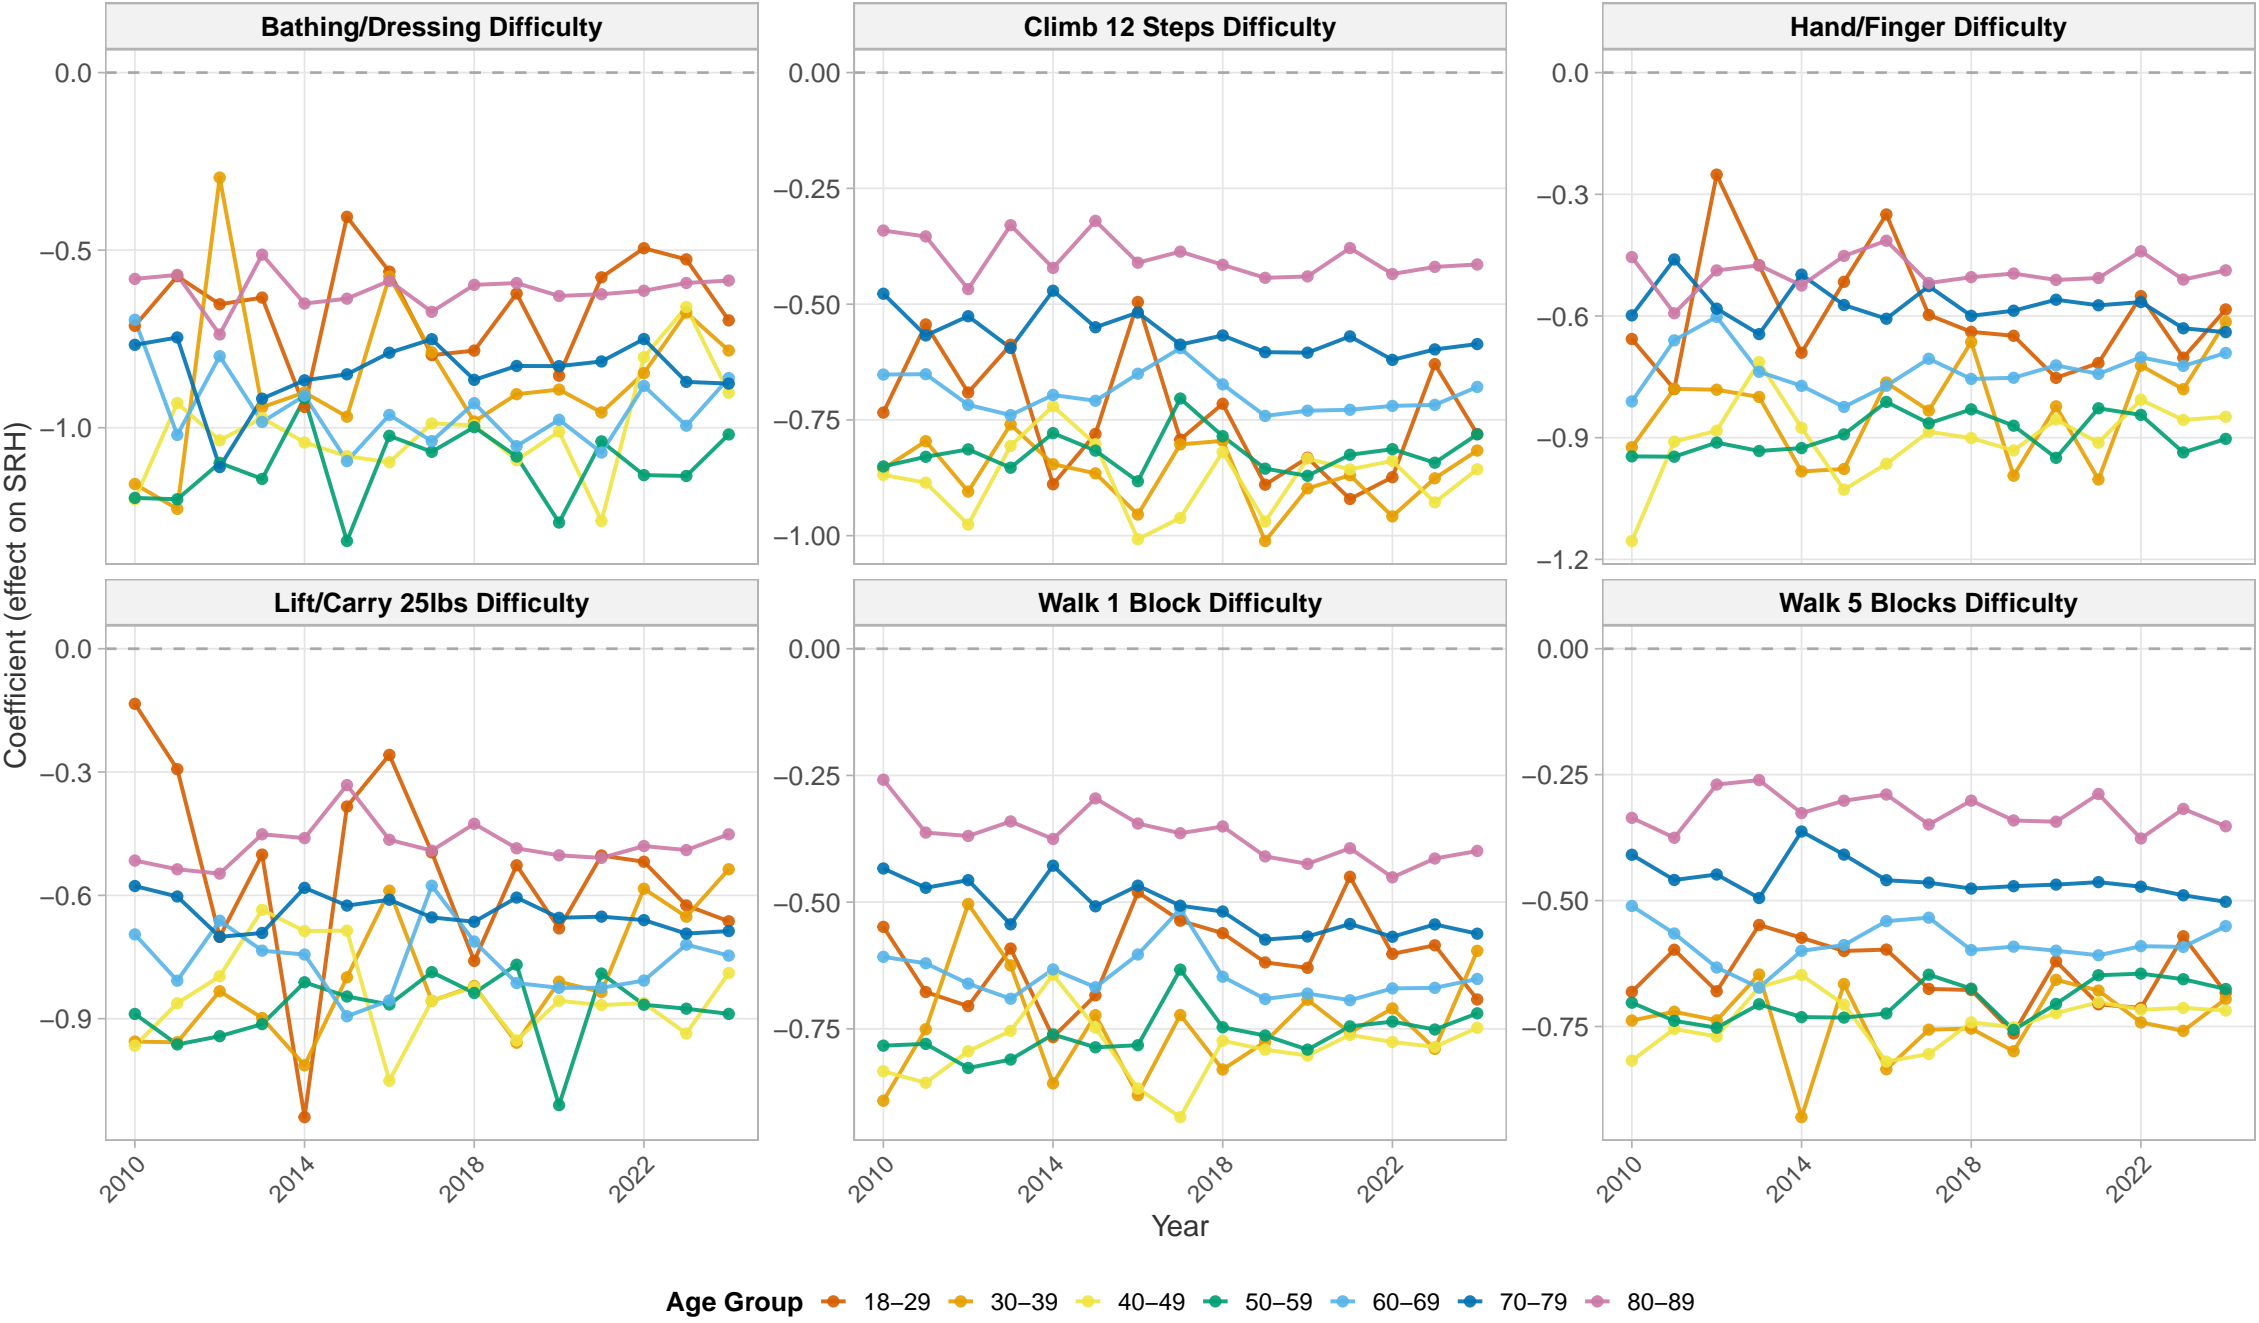 Bathing/Dressing Difficulty
Climb 12 Steps Difficulty
Hand/Finger Difficulty
0.0
−0.5
−1.0
0.00
−0.25
−0.50
−0.75
−1.00
0.0
−0.3
−0.6
−0.9
−1.2
Coefficient (effect on SRH)
Lift/Carry 25lbs Difficulty
Walk 1 Block Difficulty
Walk 5 Blocks Difficulty
0.0
−0.3
−0.6
−0.9
0.00
−0.25
−0.50
−0.75
0.00
−0.25
−0.50
−0.75
2010 2014 2018 2022
2010 2014 2018 2022
2010 2014 2018 2022
Year
Age Group 18−29 30−39 40−49 50−59 60−69 70−79 80−89